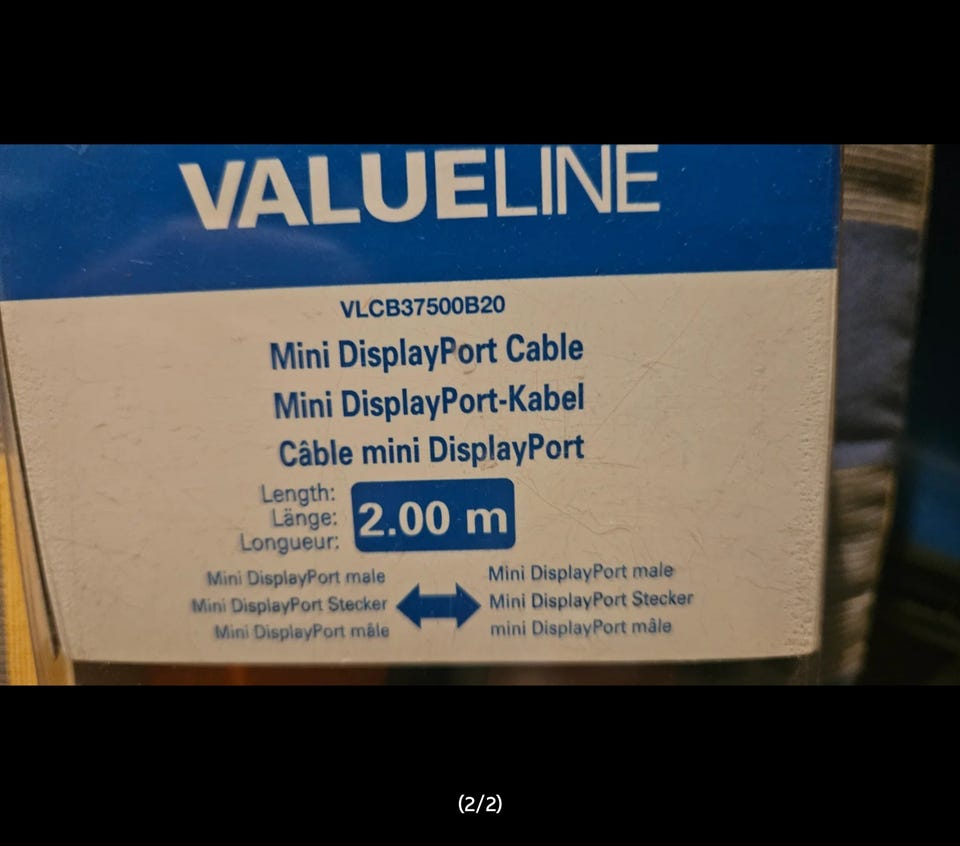 VALUELINE
VLCB37500B20
Mini DisplayPort Cable
Mini DisplayPort-Kabel
Câble mini DisplayPort
Length:
Länge:
Longueur:
2.00 m
Mini DisplayPort male
Mini DisplayPort Stecker
Mini DisplayPort mâle
Mini DisplayPort male
Mini DisplayPort Stecker
mini DisplayPort mâle
(2/2)